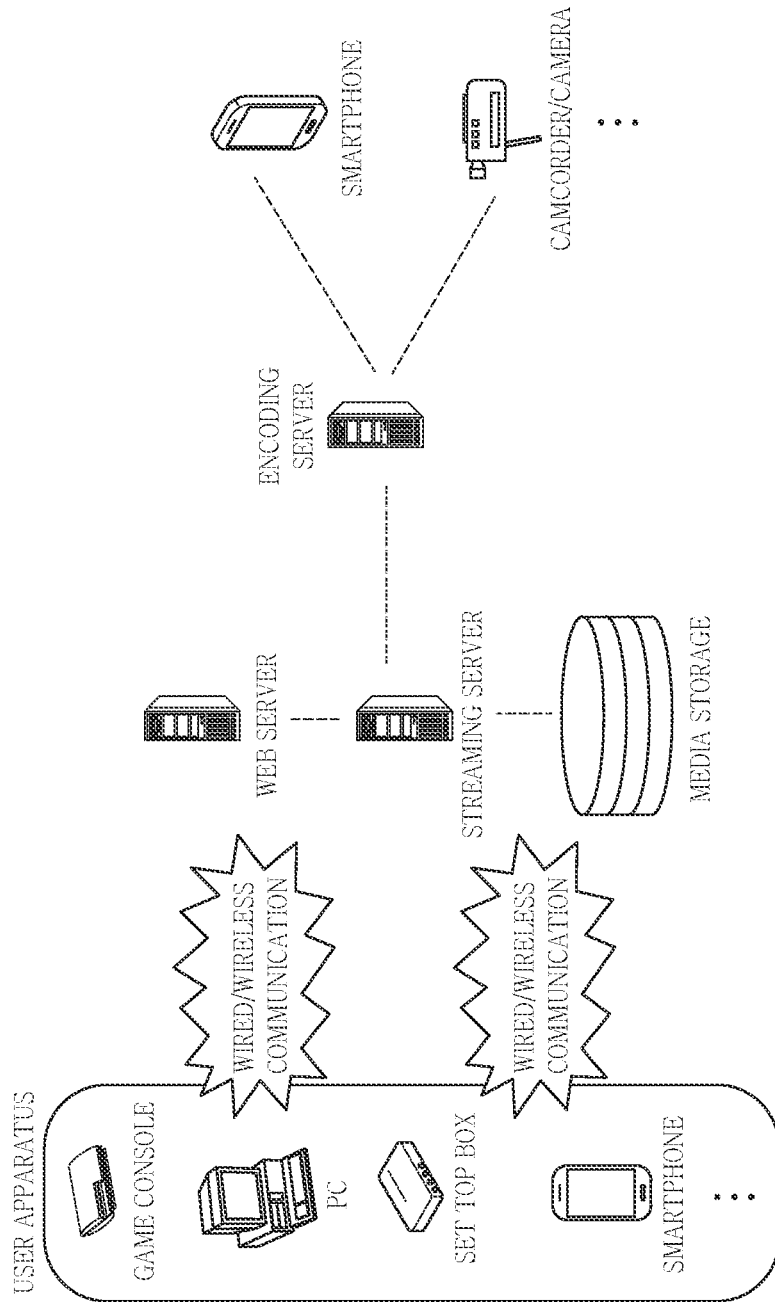 USER APPARATUS
GAME CONSOLE
PC
SET TOP BOX
SMARTPHONE
...
WIRED/WIRELESS
COMMUNICATION
WIRED/WIRELESS
COMMUNICATION
WEB SERVER
STREAMING SERVER
MEDIA STORAGE
ENCODING
SERVER
SMARTPHONE
CAMCORDER/CAMERA
...